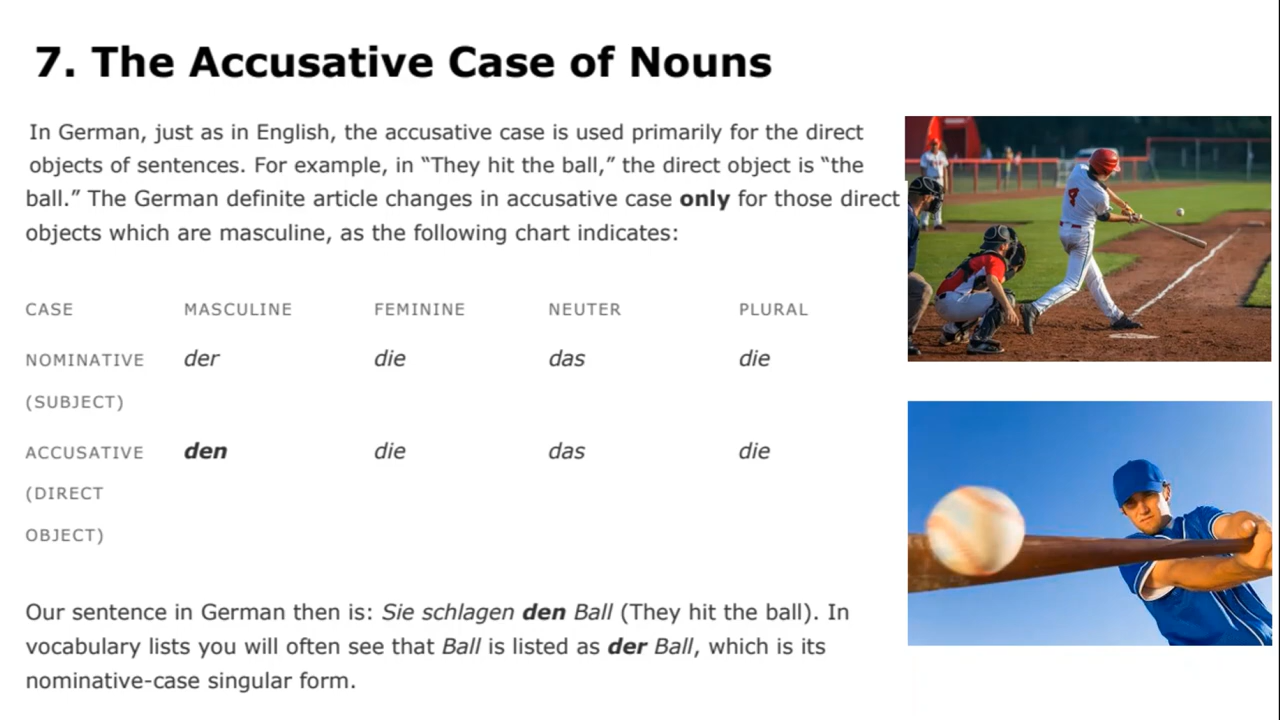 7. The Accusative Case of Nouns
In German, just as in English, the accusative case is used primarily for the direct
objects of sentences. For example, in “They hit the ball,” the direct object is “the
ball.” The German definite article changes in accusative case only for those direct
objects which are masculine, as the following chart indicates:
CASE MASCULINE FEMININE NEUTER PLURAL
NOMINATIVE der die das die
(SUBJECT)
ACCUSATIVE den die das die
(DIRECT
OBJECT)
Our sentence in German then is: Sie schlagen den Ball (They hit the ball). In
vocabulary lists you will often see that Ball is listed as der Ball, which is its
nominative-case singular form.
4